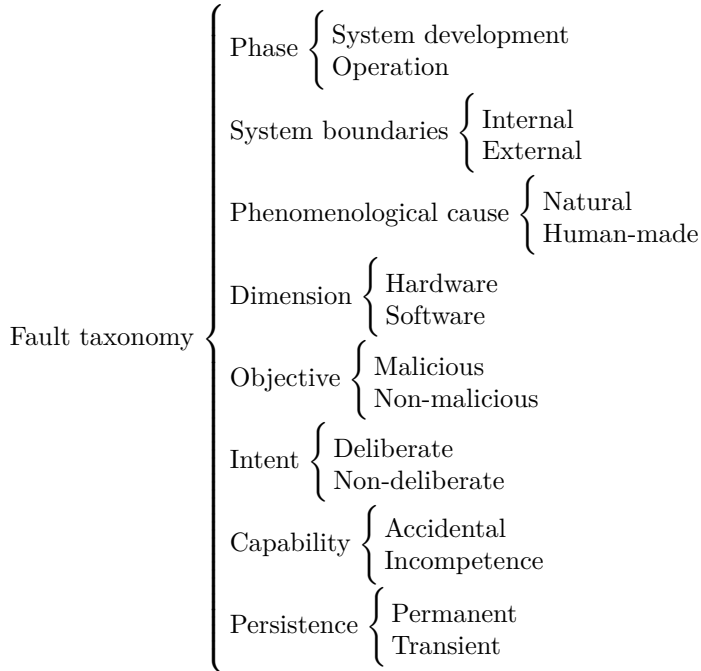 Phase
System development
Operation
System boundaries
Internal
External
Phenomenological cause
Natural
Human-made
Dimension
Hardware
Software
Fault taxonomy
Objective
Malicious
Non-malicious
Intent
Deliberate
Non-deliberate
Capability
Accidental
Incompetence
Persistence
Permanent
Transient